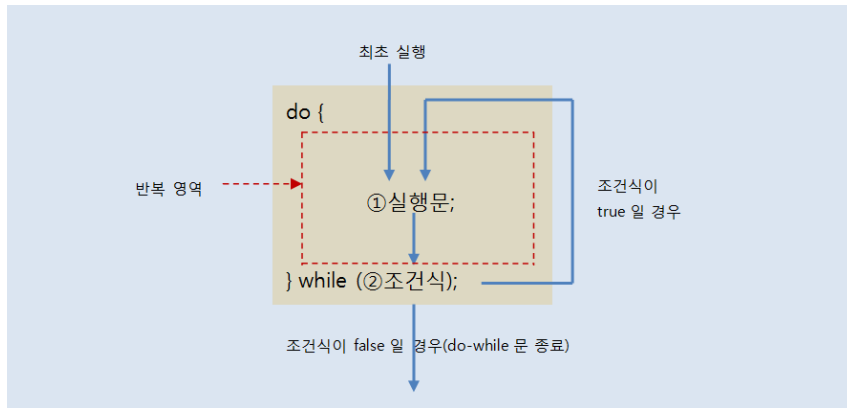 최초 실행
do {
반복 영역
①실행문;
조건식이
true 일 경우
} while (②조건식);
조건식이 false 일 경우(do-while 문 종료)